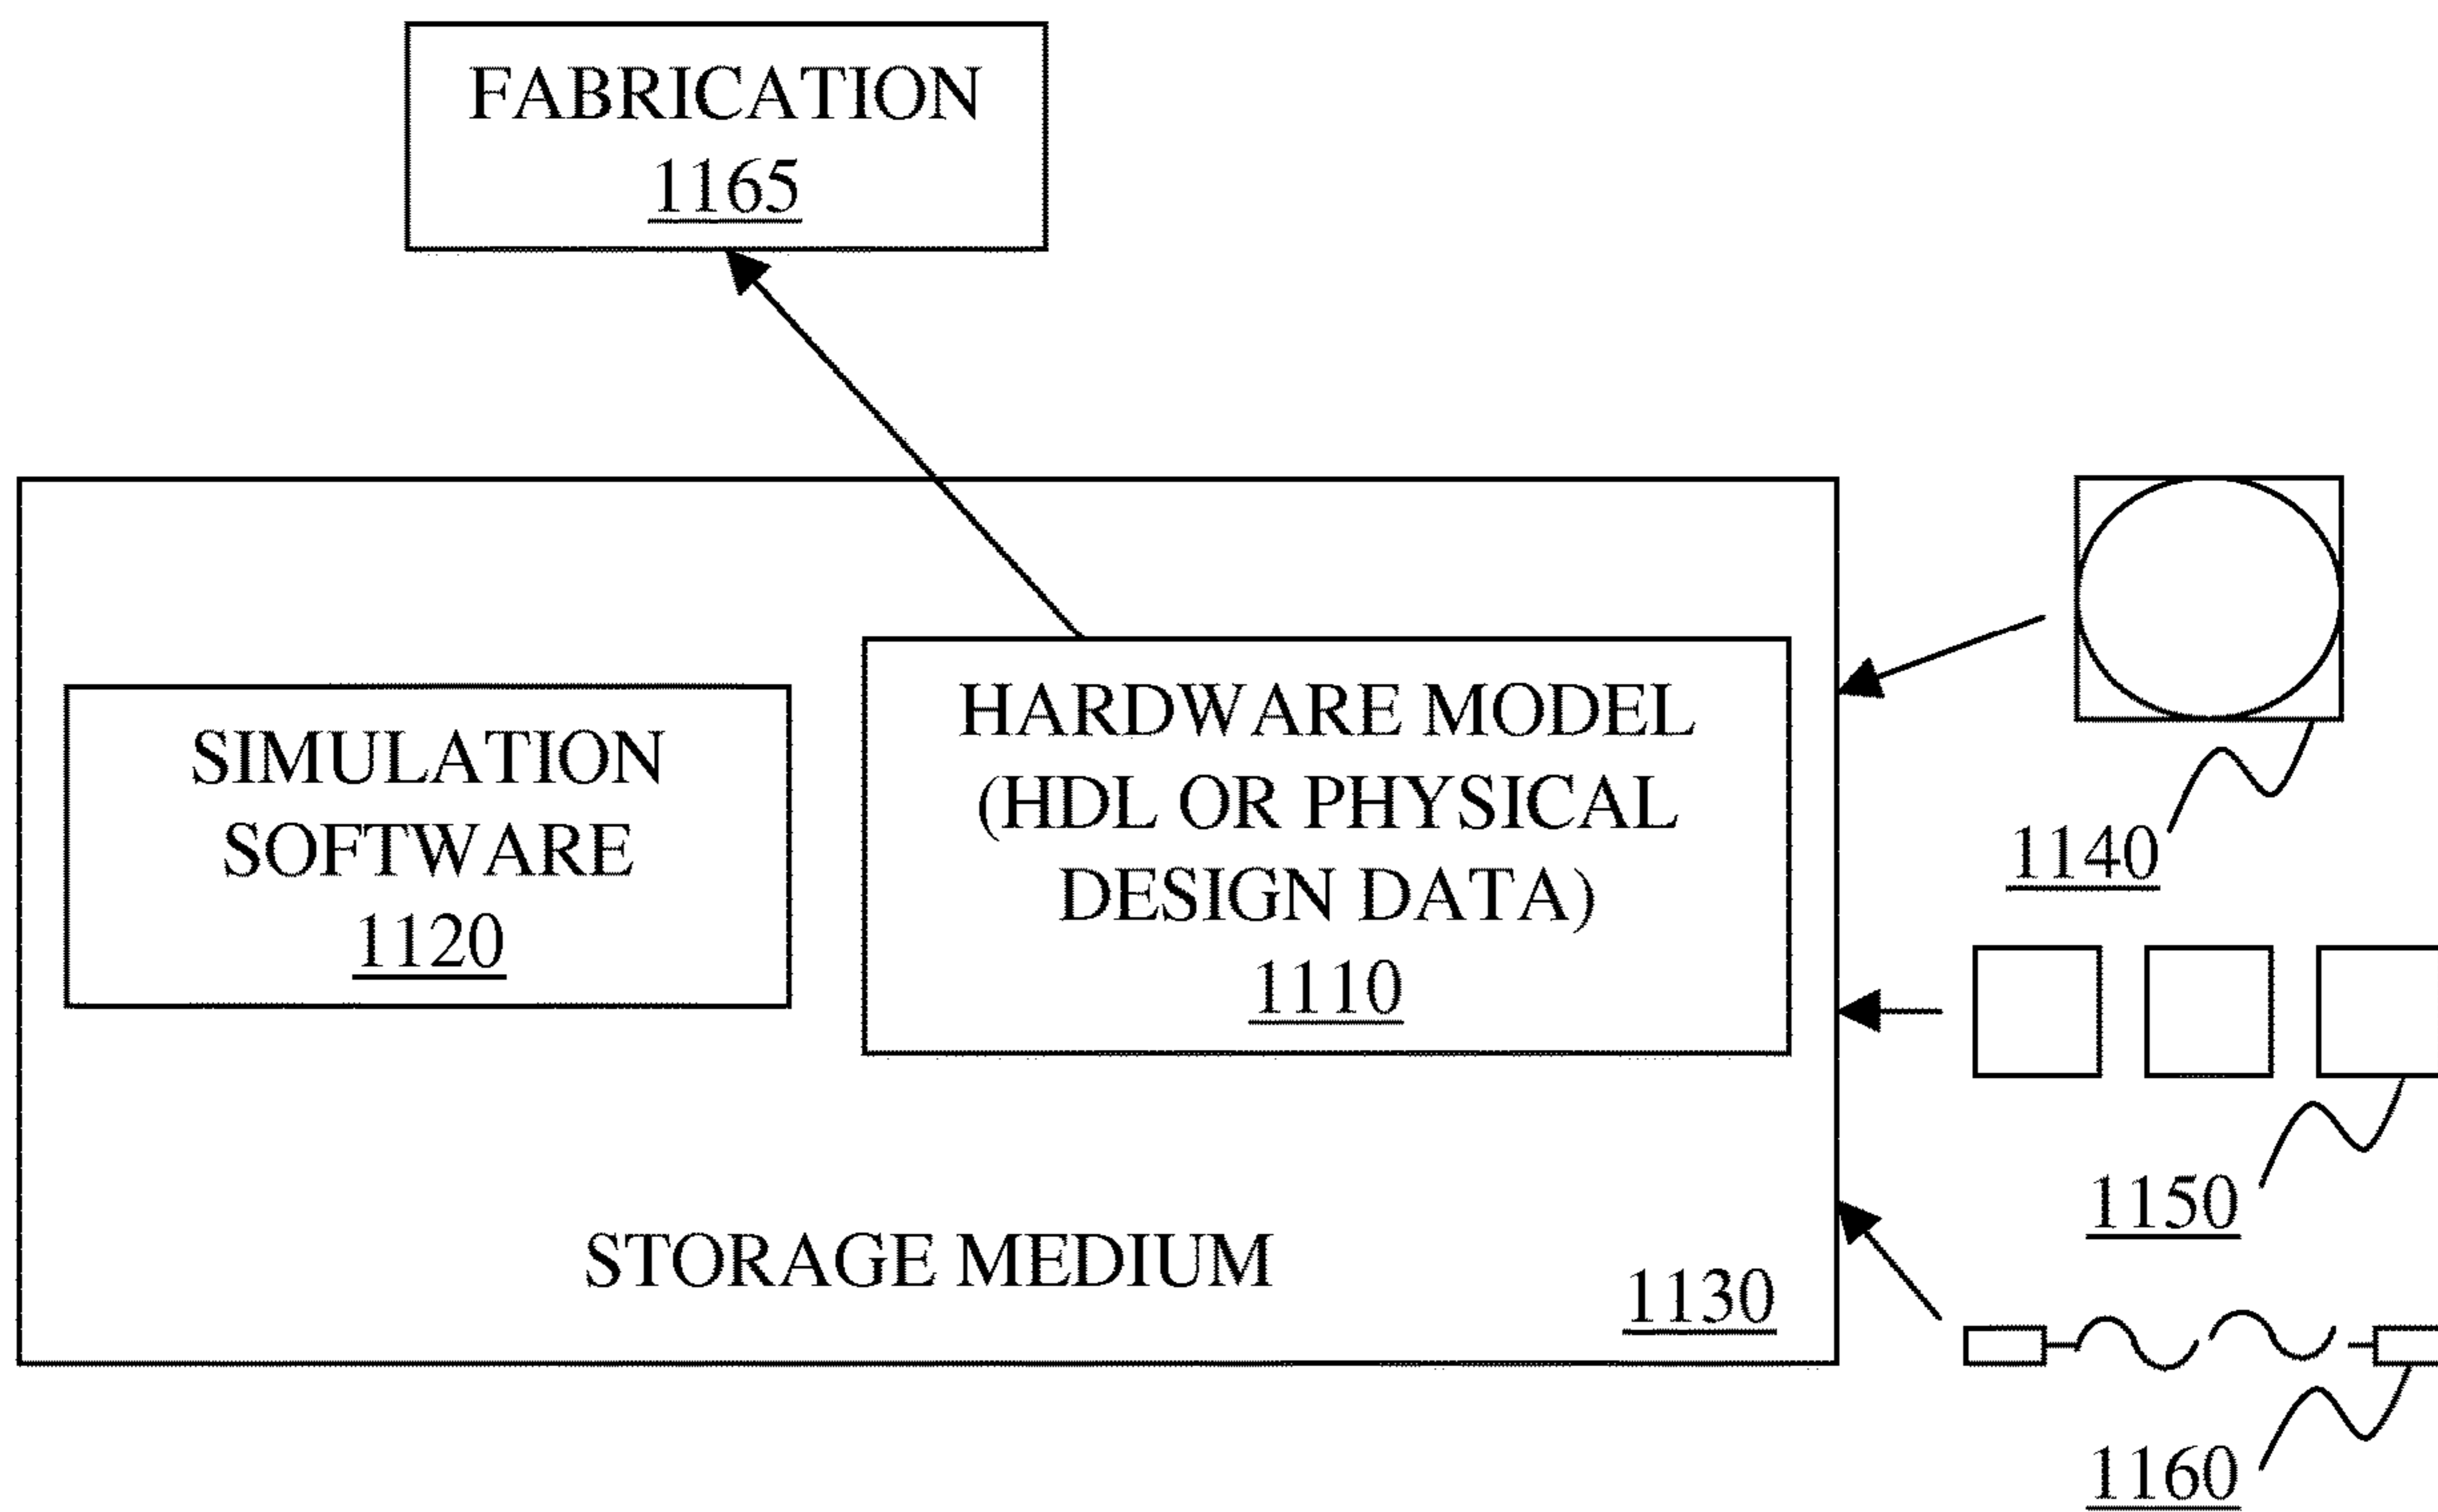 FABRICATION
1165
SIMULATION
SOFTWARE
1120
HARDWARE MODEL
(HDL OR PHYSICAL
DESIGN DATA)
1110
STORAGE MEDIUM
1130
1140
1150
1160